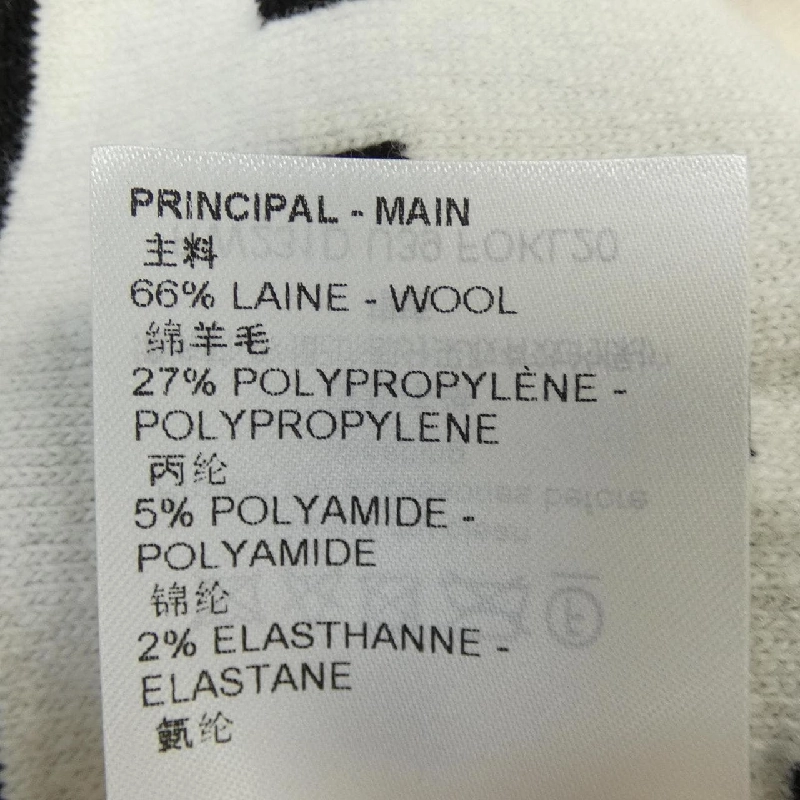 PRINCIPAL - MAIN
主料
66% LAINE - WOOL
绵羊毛
27% POLYPROPYLÈNE -
POLYPROPYLENE
丙纶
5% POLYAMIDE -
POLYAMIDE
锦纶
2% ELASTHANNE -
ELASTANE
氨纶